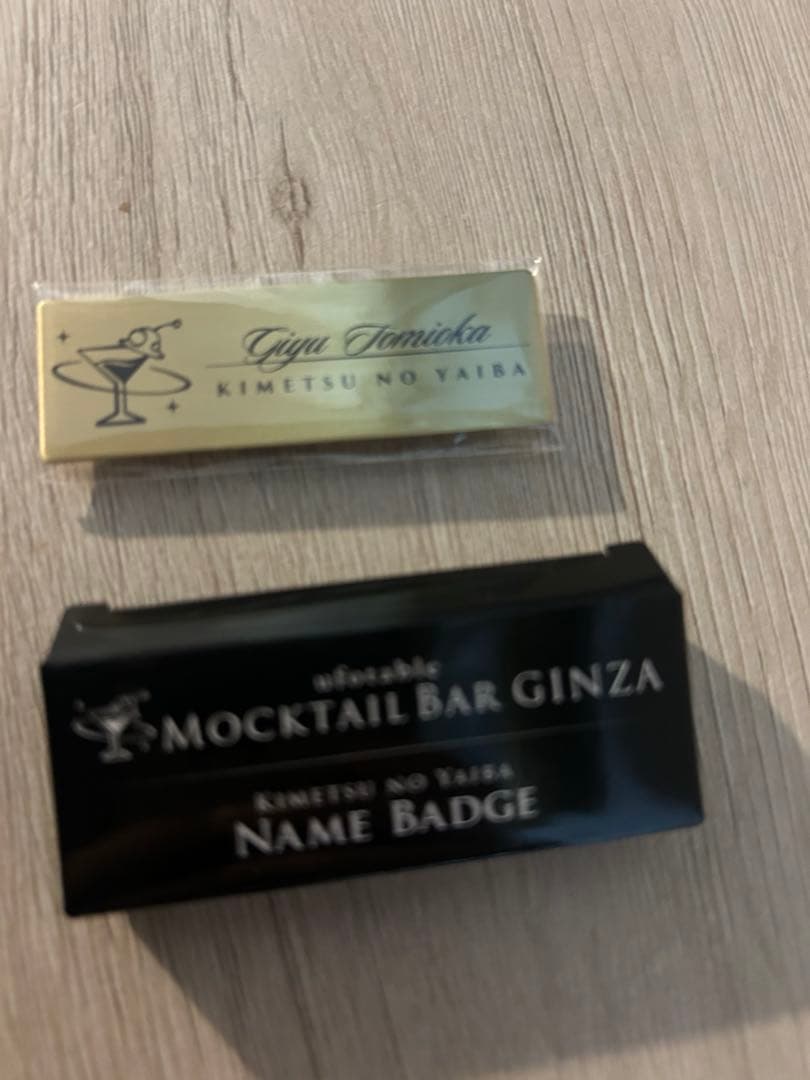 Giyu Tomioka
KIMETSU NO YAIBA
ufotable
MOCKTAIL BAR GINZA
KIMETSU NO YAIBA
NAME BADGE